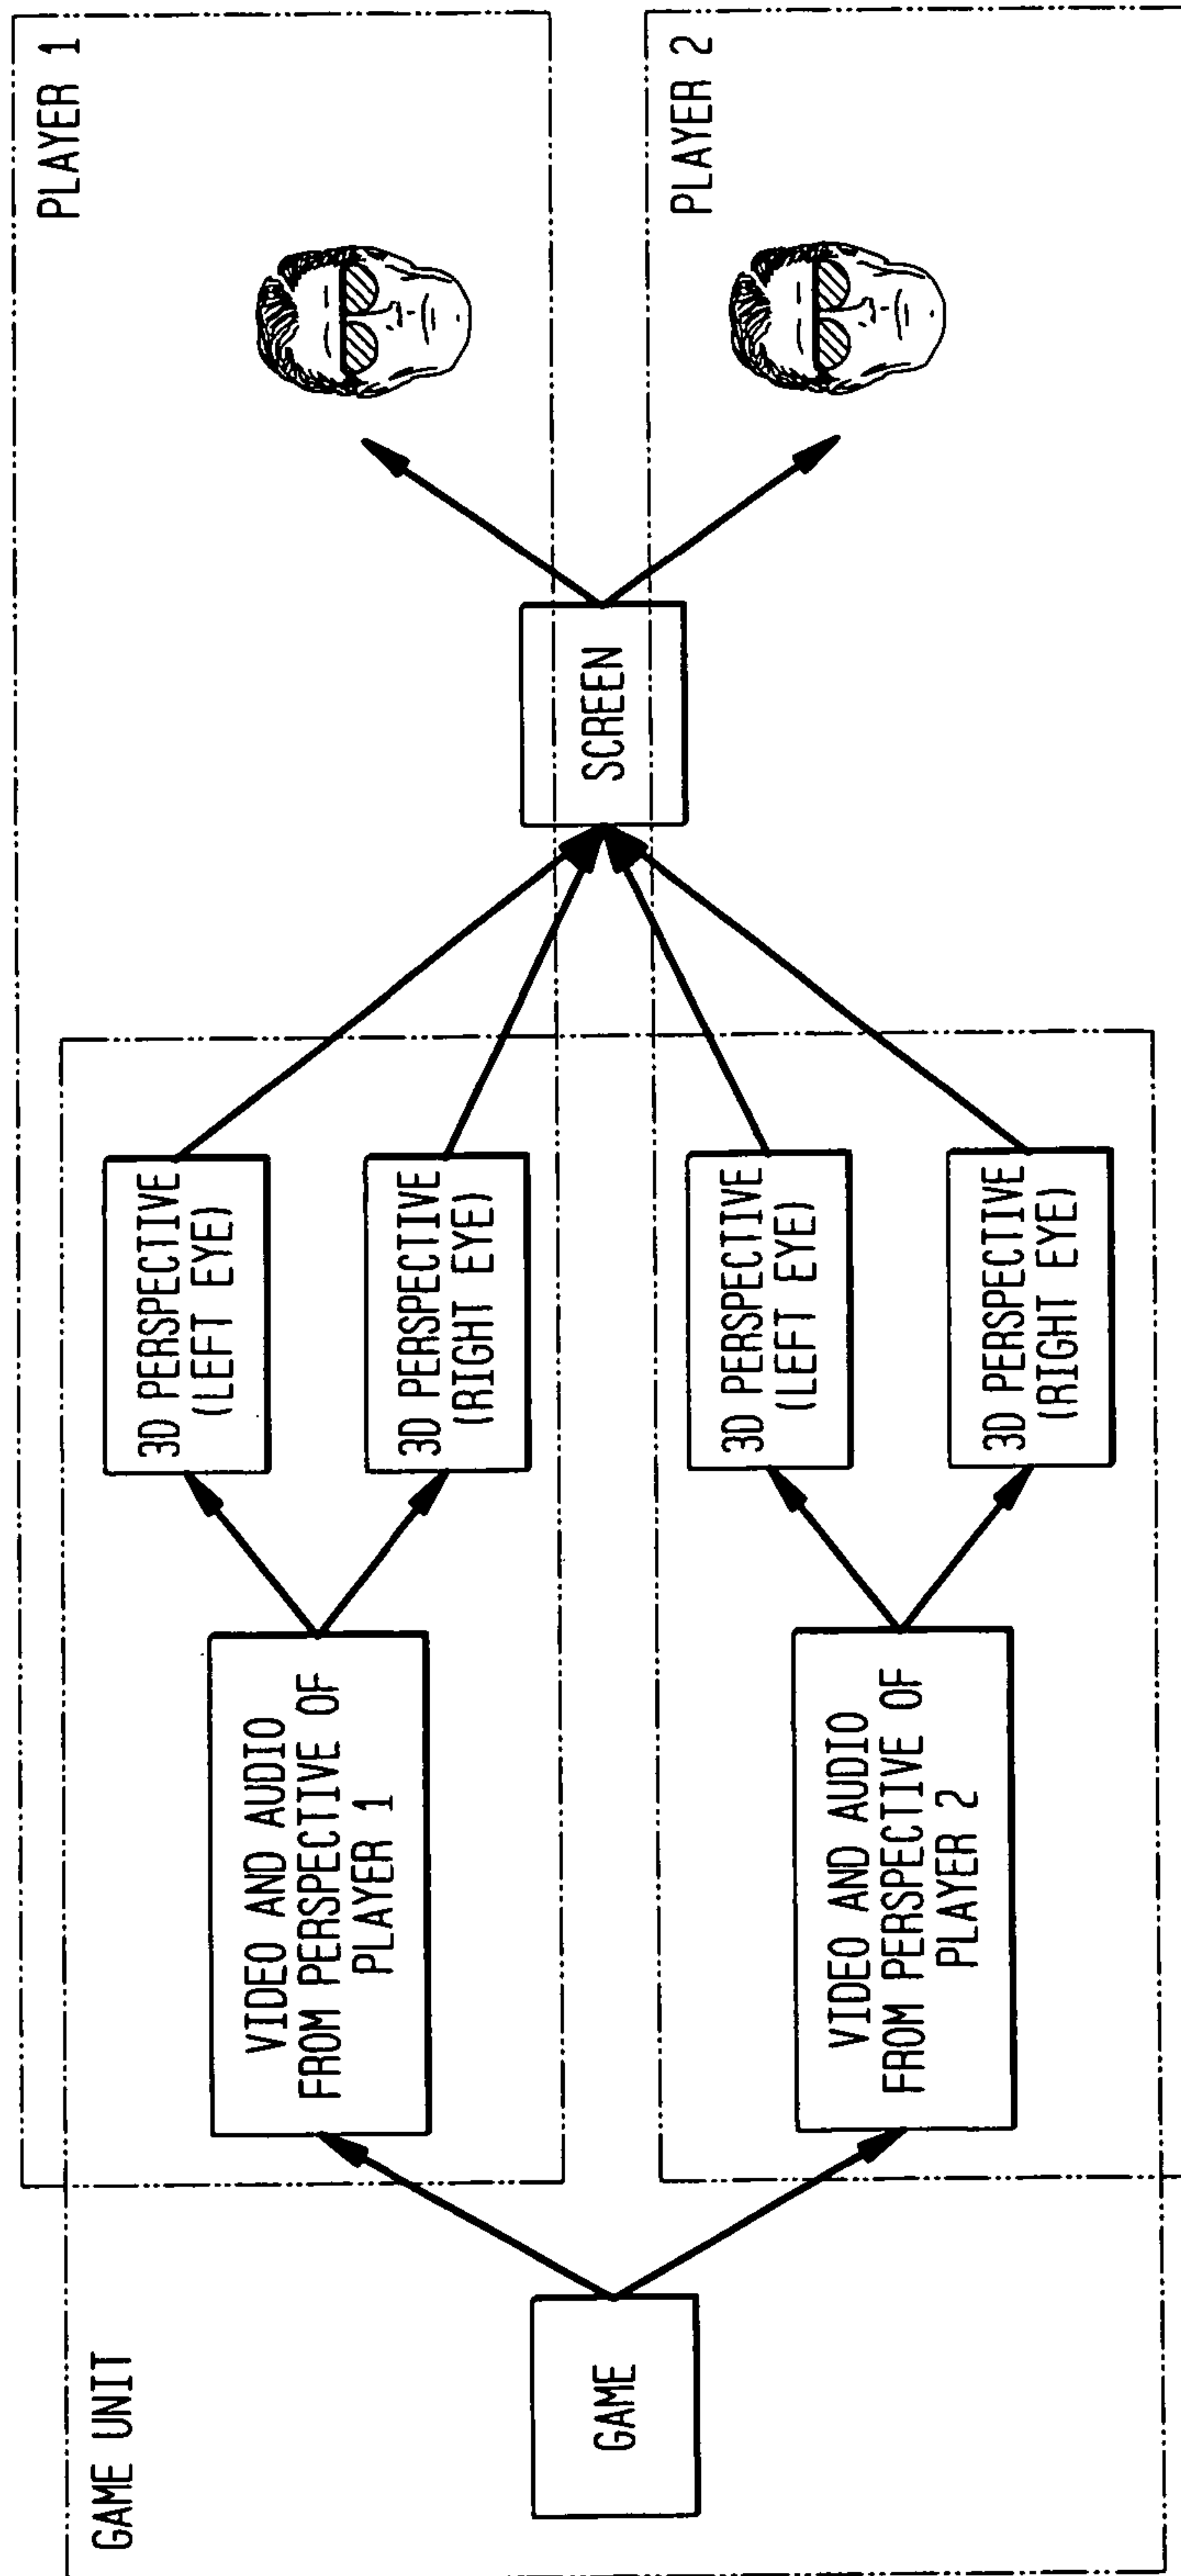 GAME UNIT
GAME
VIDEO AND AUDIO
FROM PERSPECTIVE OF
PLAYER 1
3D PERSPECTIVE
(LEFT EYE)
3D PERSPECTIVE
(RIGHT EYE)
VIDEO AND AUDIO
FROM PERSPECTIVE OF
PLAYER 2
3D PERSPECTIVE
(LEFT EYE)
3D PERSPECTIVE
(RIGHT EYE)
SCREEN
PLAYER 1
PLAYER 2